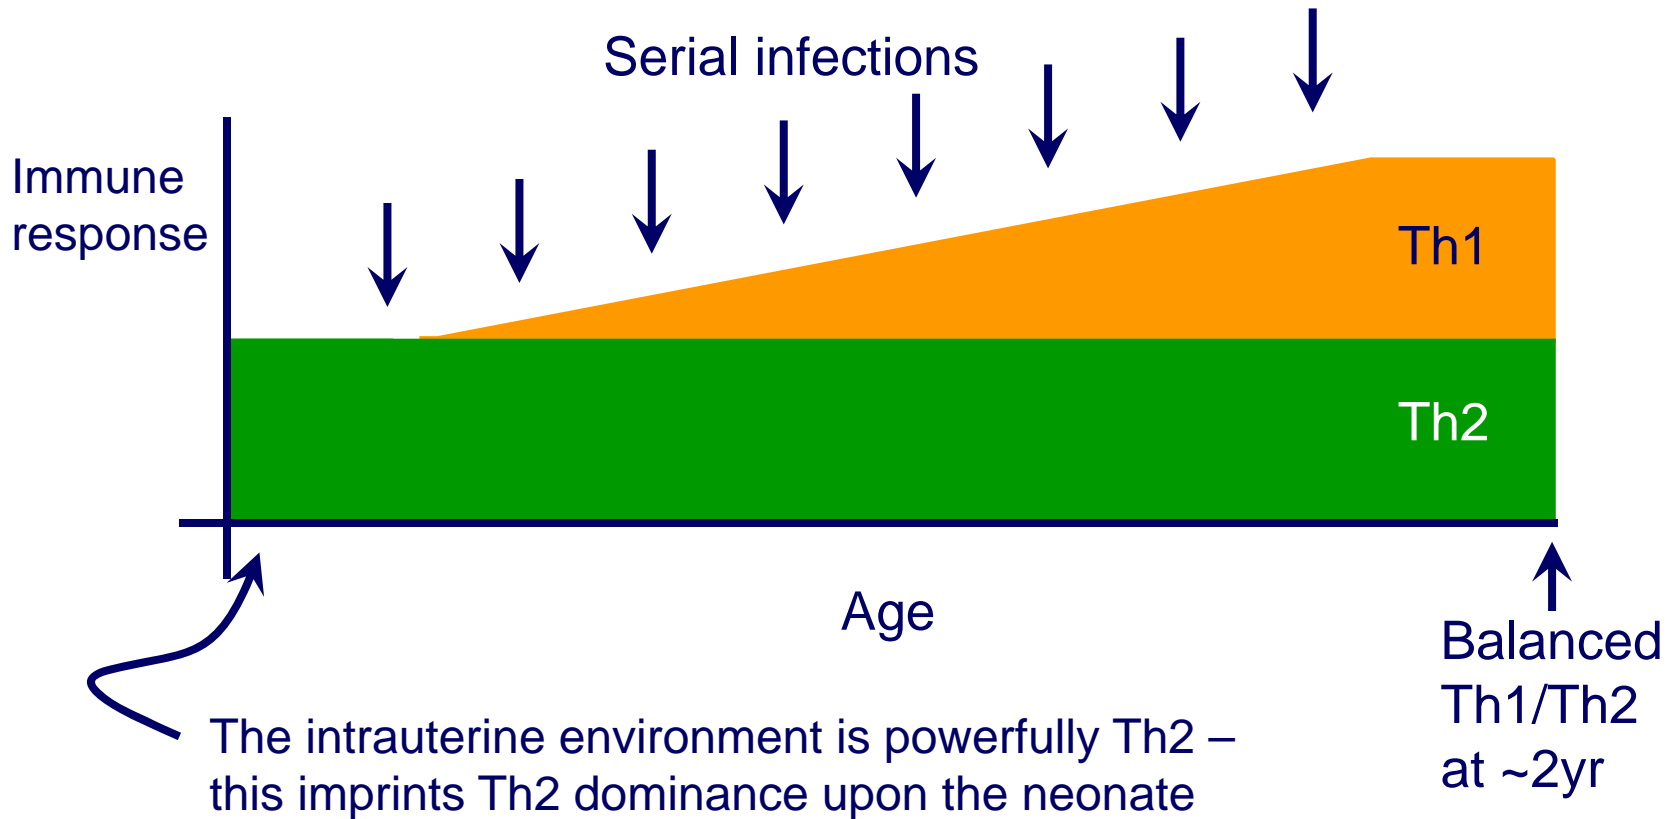 Serial infections
Immune
response
Th1
Th2
Age
Balanced
Th1/Th2
at ~2yr
The intrauterine environment is powerfully Th2 –
this imprints Th2 dominance upon the neonate